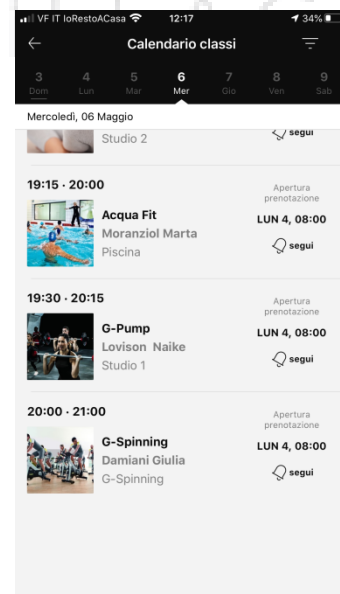 VF IT IoRestoACasa 12:17 34%
Calendario classi
3 4 5 6 7 8 9
Dom Lun Mar Mer Gio Ven Sab
Mercoledì, 06 Maggio
Studio 2
segui
19:15 · 20:00
Apertura
prenotazione
Acqua Fit
LUN 4, 08:00
Moranziol Marta
Piscina
segui
19:30 · 20:15
Apertura
prenotazione
G-Pump
LUN 4, 08:00
Lovison Naike
Studio 1
segui
20:00 · 21:00
Apertura
prenotazione
G-Spinning
LUN 4, 08:00
Damiani Giulia
G-Spinning
segui